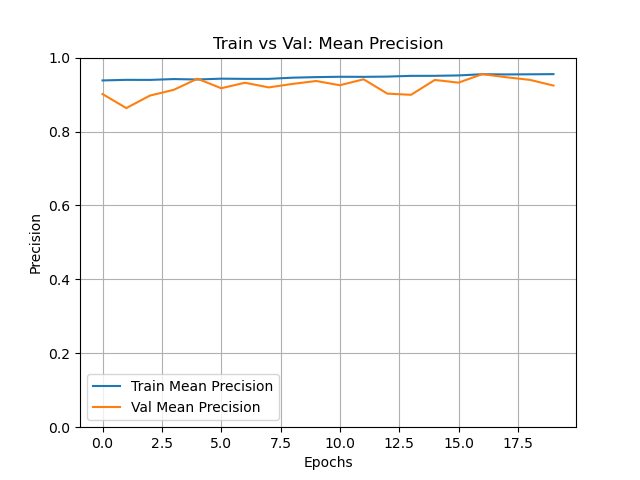 Train vs Val: Mean Precision
1.0
0.8
0.6
0.4
0.2
0.0
Precision
Train Mean Precision
Val Mean Precision
0.0 2.5 5.0 7.5 10.0 12.5 15.0 17.5
Epochs